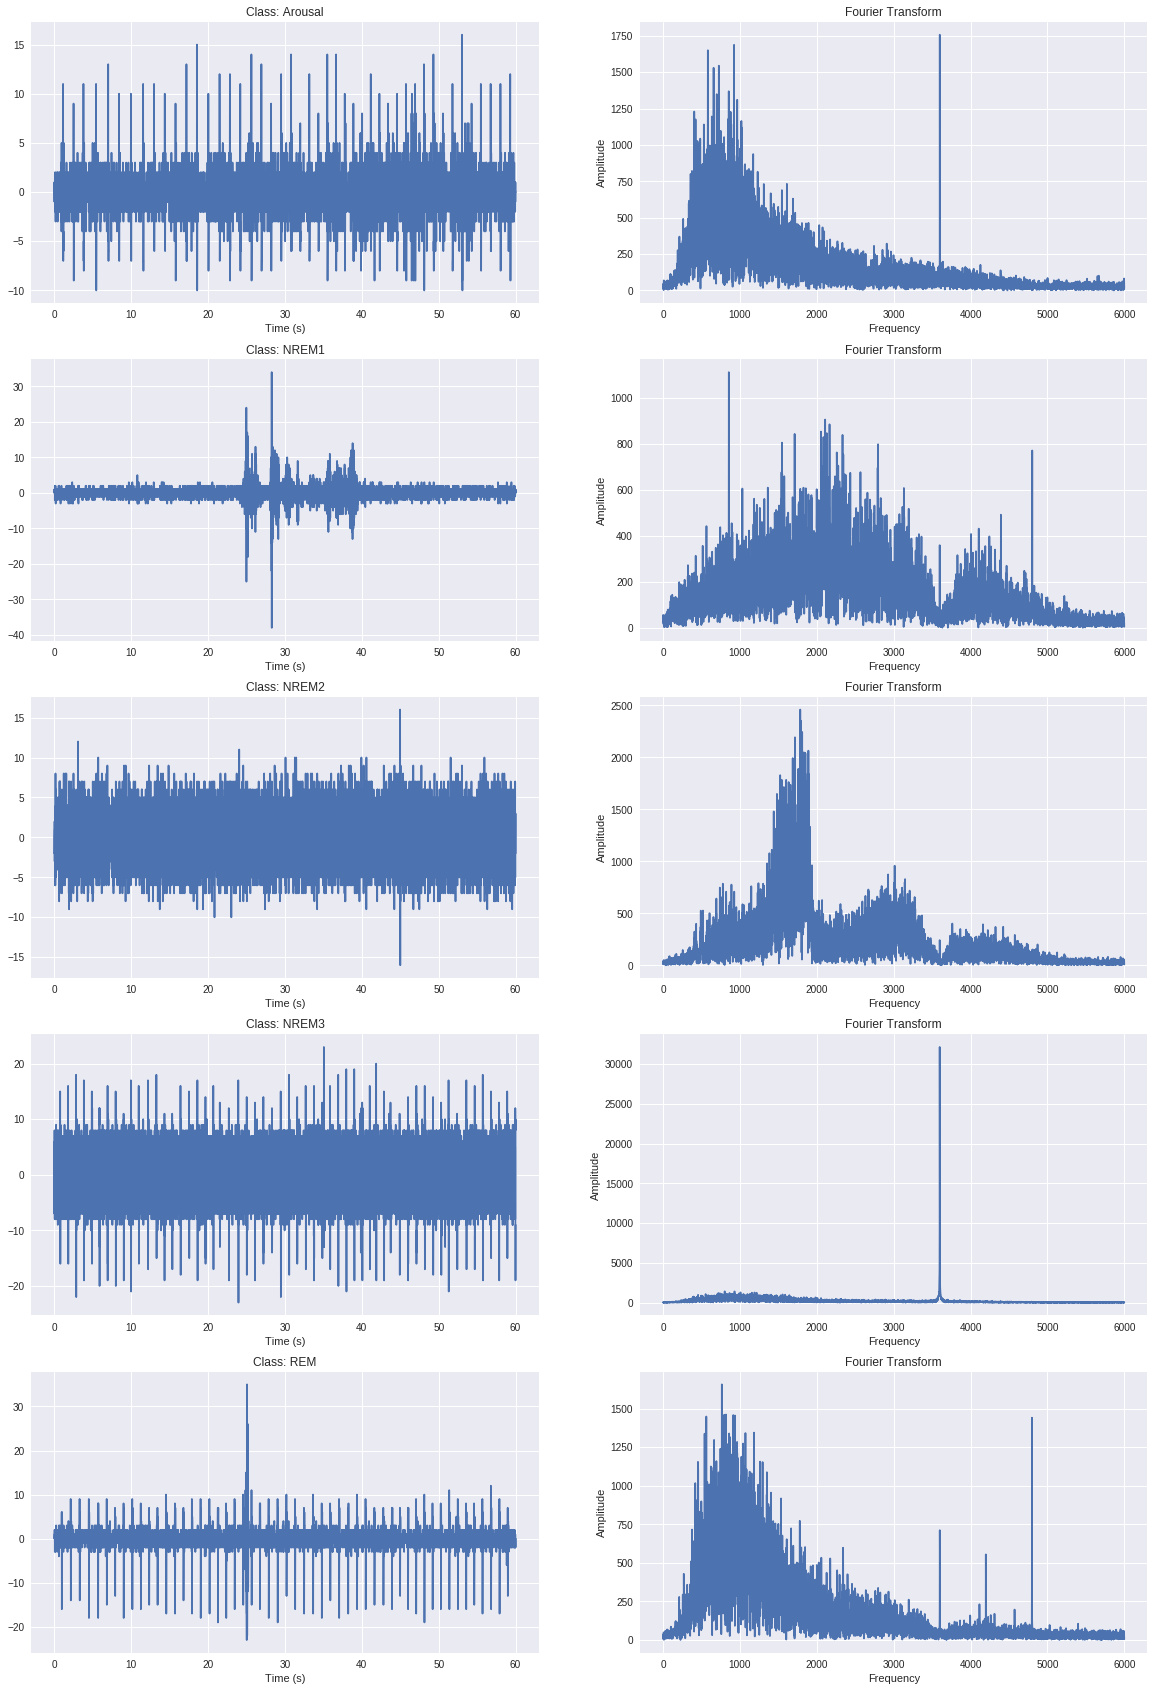 Class: Arousal
Fourier Transform
15
10
5
0
−5
−10
0 10 20 30 40 50 60
Time (s)
1750
1500
1250
1000
750
500
250
0
Amplitude
0 1000 2000 3000 4000 5000 6000
Frequency
Class: NREM1
Fourier Transform
30
20
10
0
−10
−20
−30
−40
0 10 20 30 40 50 60
Time (s)
1000
800
600
400
200
0
Amplitude
0 1000 2000 3000 4000 5000 6000
Frequency
Class: NREM2
Fourier Transform
15
10
5
0
−5
−10
−15
0 10 20 30 40 50 60
Time (s)
2500
2000
1500
1000
500
0
Amplitude
0 1000 2000 3000 4000 5000 6000
Frequency
Class: NREM3
Fourier Transform
20
10
0
−10
−20
0 10 20 30 40 50 60
Time (s)
30000
25000
20000
15000
10000
5000
0
Amplitude
0 1000 2000 3000 4000 5000 6000
Frequency
Class: REM
Fourier Transform
30
20
10
0
−10
−20
0 10 20 30 40 50 60
Time (s)
1500
1250
1000
750
500
250
0
Amplitude
0 1000 2000 3000 4000 5000 6000
Frequency